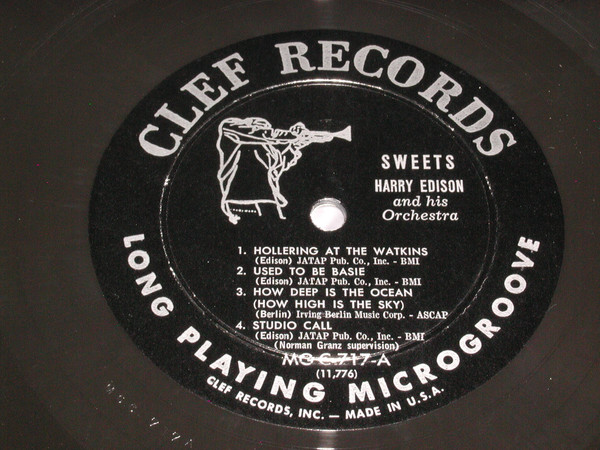 CLEF RECORDS
SWEETS
HARRY EDISON
and his
Orchestra
1. HOLLERING AT THE WATKINS
(Edison) JATAP Pub. Co., Inc. - BMI
2. USED TO BE BASIE
(Edison) JATAP Pub. Co., Inc. - BMI
3. HOW DEEP IS THE OCEAN
(HOW HIGH IS THE SKY)
(Berlin) Irving Berlin Music Corp. - ASCAP
4. STUDIO CALL
(Edison) JATAP Pub. Co., Inc. - BMI
(Norman Granz supervision)
MG C-717-A
(11,776)
LONG PLAYING MICROGROOVE
CLEF RECORDS, INC. — MADE IN U.S.A.